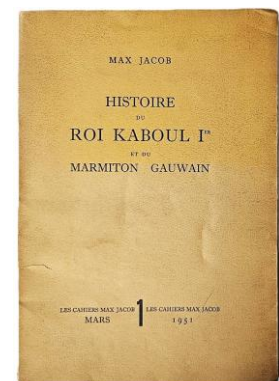 MAX JACOB
HISTOIRE
DU
ROI KABOUL Iᵉʳ
ET DU
MARMITON GAUWAIN
LES CAHIERS MAX JACOB 1 LES CAHIERS MAX JACOB
MARS 1951